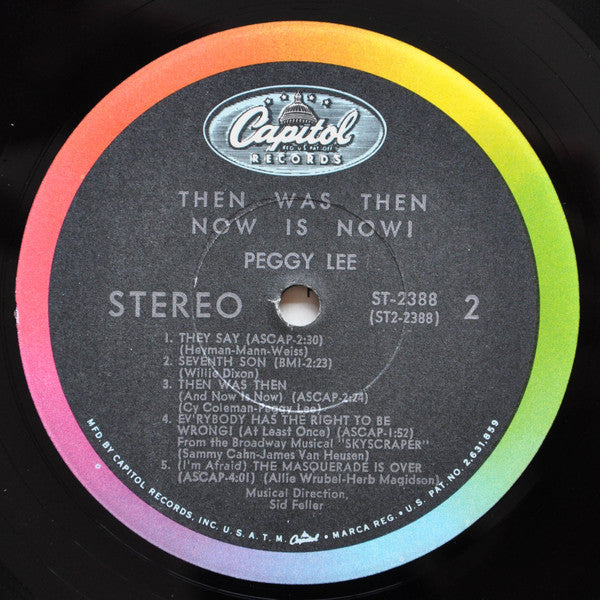 Capitol
REG. U.S. PAT. OFF.
RECORDS
THEN WAS THEN
NOW IS NOW!
PEGGY LEE
STEREO
ST-2388
(ST2-2388)
2
1. THEY SAY (ASCAP-2:30)
(Heyman-Mann-Weiss)
2. SEVENTH SON (BMI-2:23)
(Willie Dixon)
3. THEN WAS THEN
(And Now Is Now) (ASCAP-2:24)
(Cy Coleman-Peggy Lee)
4. EV'RYBODY HAS THE RIGHT TO BE
WRONG! (At Least Once) (ASCAP-1:52)
From the Broadway Musical "SKYSCRAPER"
(Sammy Cahn-James Van Heusen)
5. (I'm Afraid) THE MASQUERADE IS OVER
(ASCAP-4:01) (Allie Wrubel-Herb Magidson)
Musical Direction,
Sid Feller
MFD. BY CAPITOL RECORDS, INC. U.S.A. T.M. Capitol • MARCA REG. • U.S. PAT. NO. 2,631,859